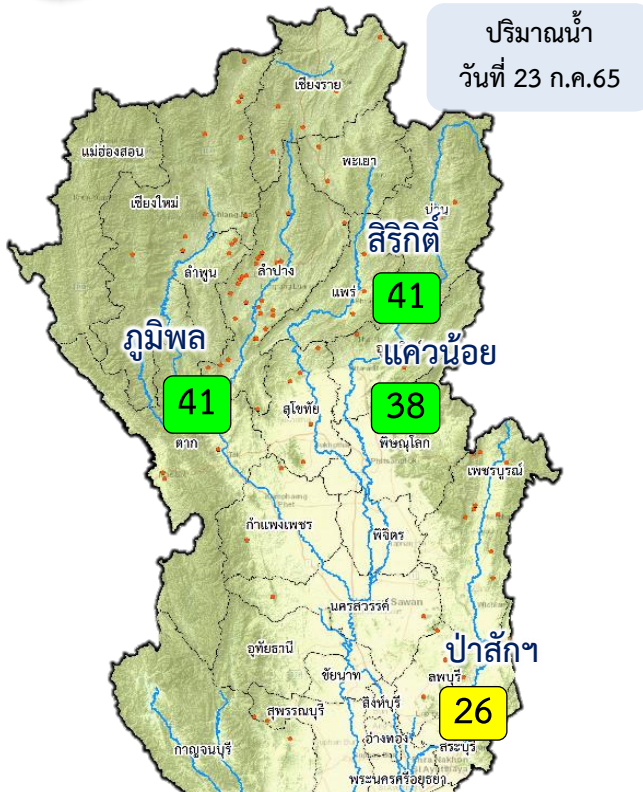 ปริมาณน้ำ
วันที่ 23 ก.ค.65
เชียงราย
แม่ฮ่องสอน
พะเยา
เชียงใหม่
น่าน
สิริกิติ์
ลำพูน
ลำปาง
แพร่
41
ภูมิพล
แควน้อย
41
38
สุโขทัย
ตาก
พิษณุโลก
เพชรบูรณ์
กำแพงเพชร
พิจิตร
นครสวรรค์
Sawan
อุทัยธานี
ป่าสักฯ
ชัยนาท
ลพบุรี
สิงห์บุรี
สุพรรณบุรี
26
อ่างทอง
กาญจนบุรี
สระบุรี
พระนครศรีอยุธยา